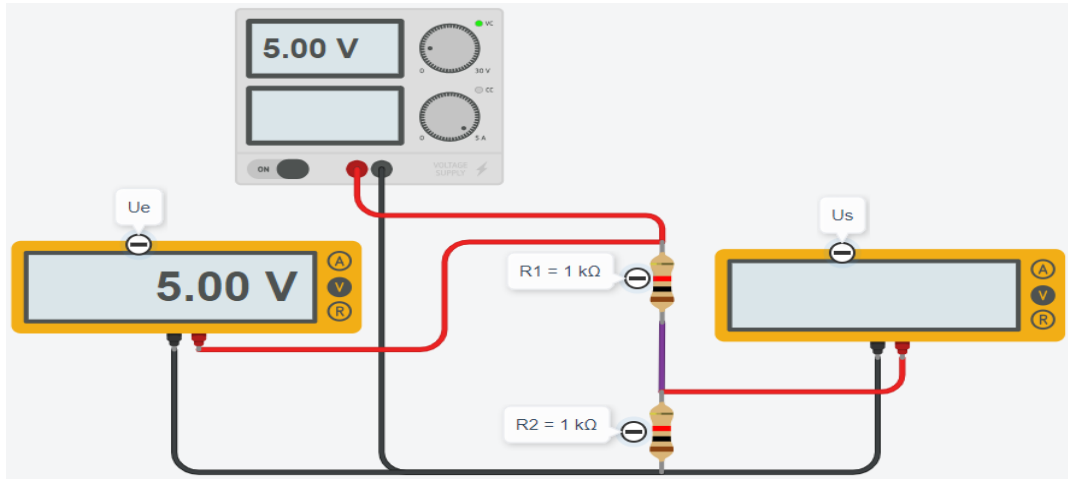 5.00 V
VC
0
30 V
CC
0
5 A
ON
VOLTAGE
SUPPLY
Ue
5.00 V
A
V
R
R1 = 1 kΩ
R2 = 1 kΩ
Us
A
V
R